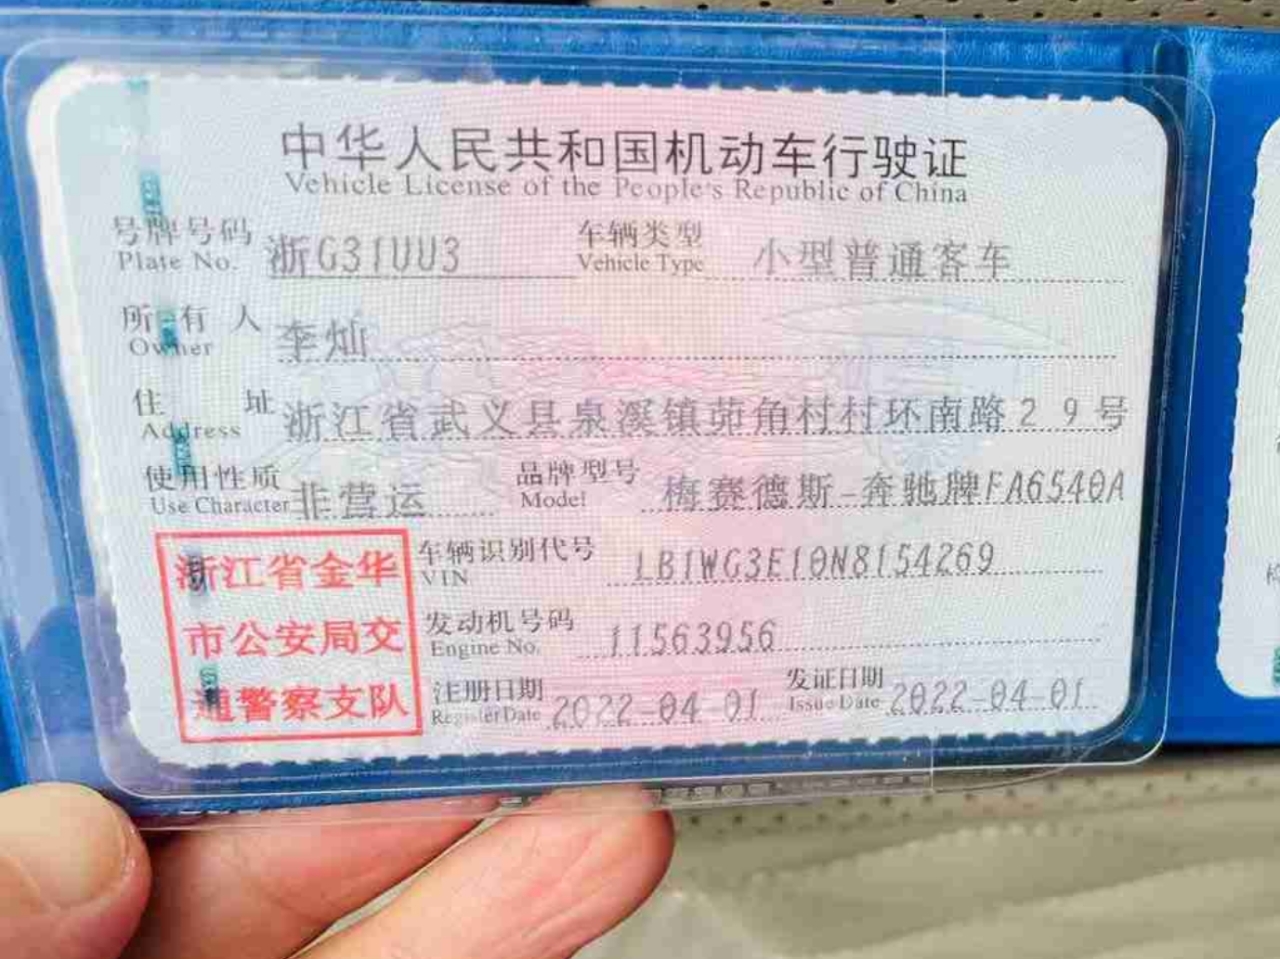 中华人民共和国机动车行驶证
Vehicle License of the People's Republic of China
号牌号码 浙G31UU3 车辆类型 小型普通客车
Plate No. Vehicle Type
所有人 李灿
Owner
住址 浙江省武义县泉溪镇茆角村村环南路29号
Address
使用性质 非营运 品牌型号 梅赛德斯-奔驰牌FA6540A
Use Character Model
浙江省金华
市公安局交
通警察支队
车辆识别代号 LB1WG3E10N8154269
VIN
发动机号码 11563956
Engine No.
注册日期 2022-04-01 发证日期 2022-04-01
Register Date Issue Date